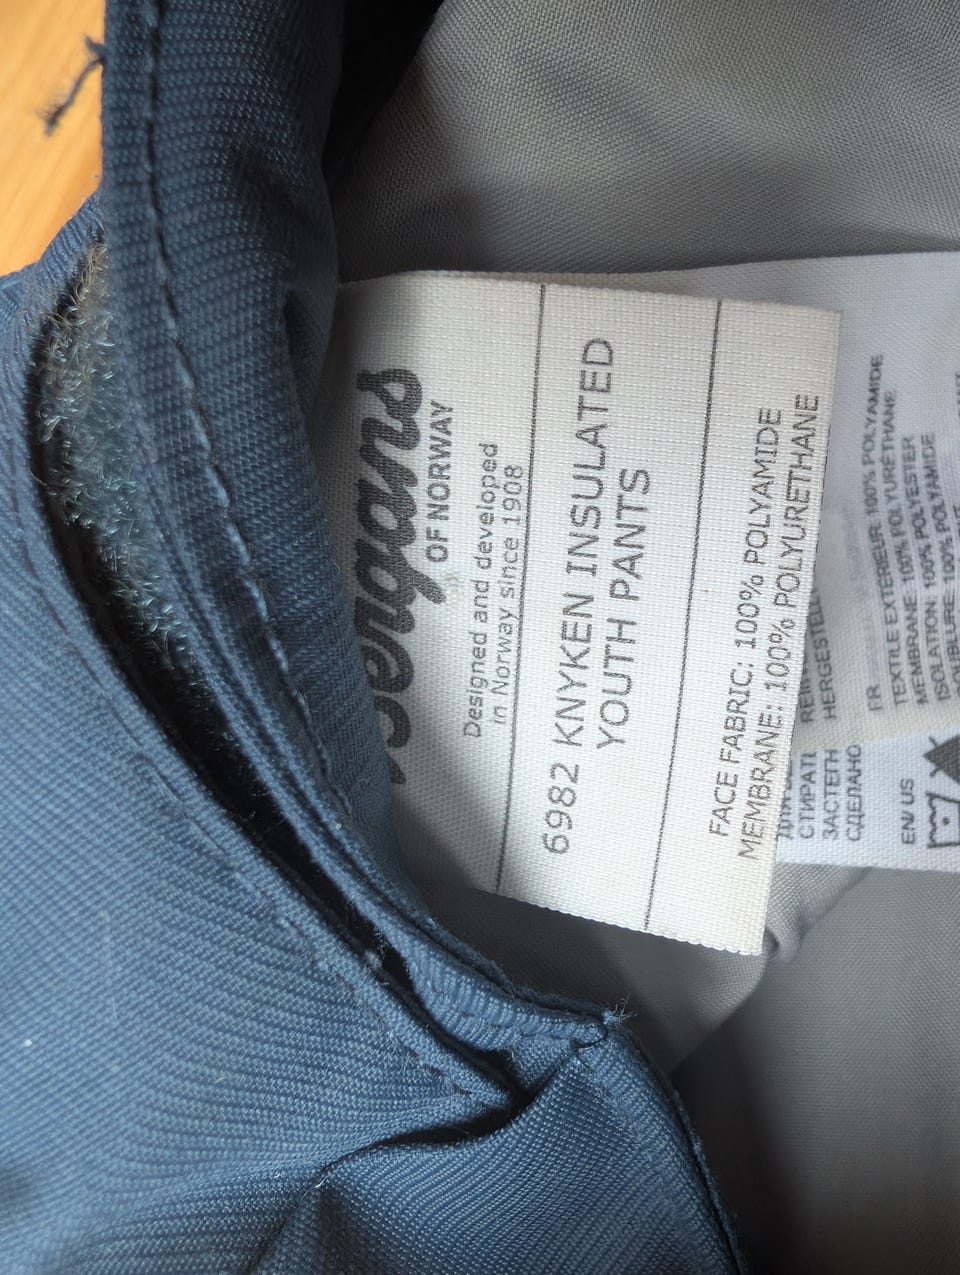 Bergans
OF NORWAY
Designed and developed
in Norway since 1908
6982 KNYKEN INSULATED
YOUTH PANTS
FACE FABRIC: 100% POLYAMIDE
MEMBRANE: 100% POLYURETHANE
СТИРАТЬ
ЗАСТЕГН
СДЕЛАНО
HERGESTELL
FR
TEXTILE EXTERIEUR: 100% POLYAMIDE
MEMBRANE: 100% POLYURETHANE
ISOLATION: 100% POLYESTER
DOUBLURE: 100% POLYAMIDE
EN/US